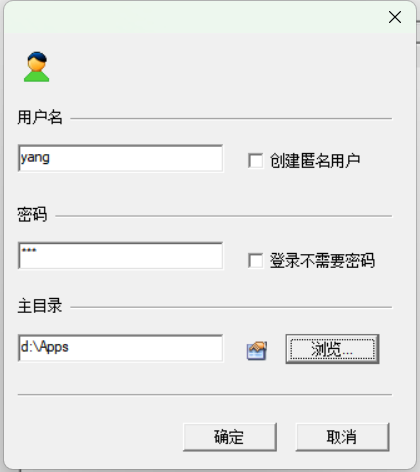 用户名
yang
创建匿名用户
密码
***
登录不需要密码
主目录
d:\Apps
浏览...
确定
取消